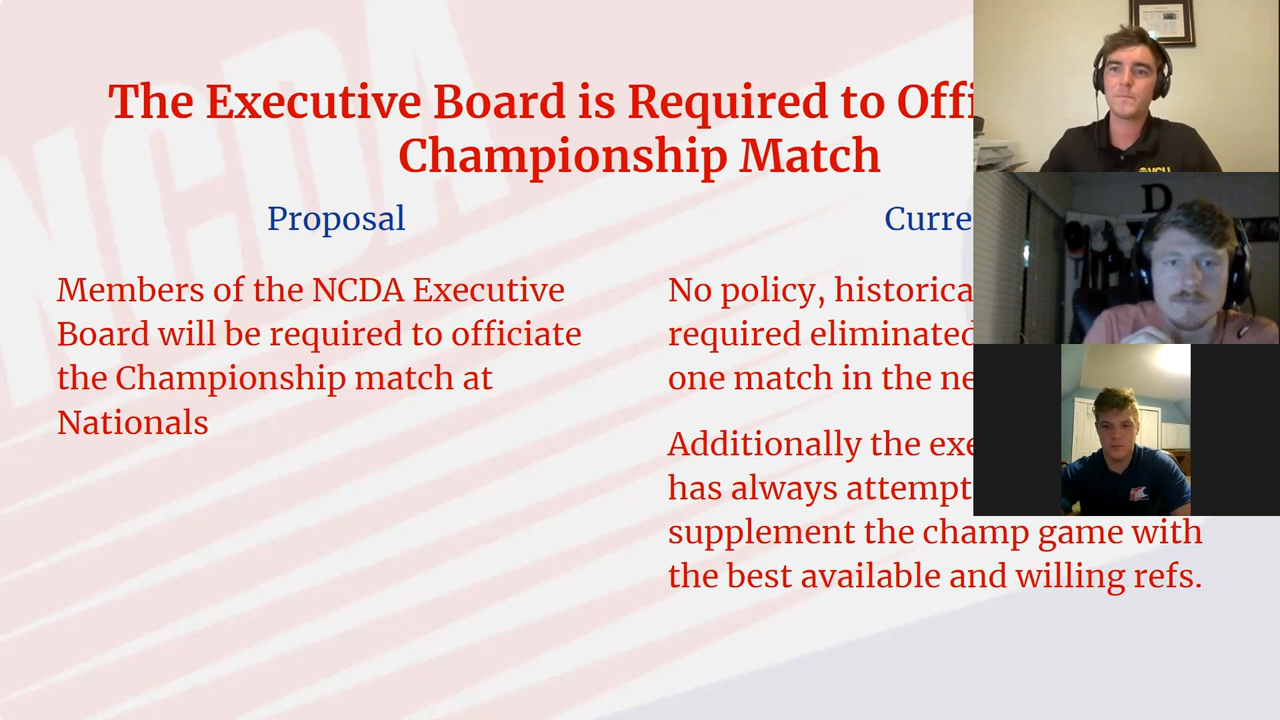 NCDA
The Executive Board is Required to Offi
Championship Match
Proposal
Members of the NCDA Executive
Board will be required to officiate
the Championship match at
Nationals
Curre
No policy, historica
required eliminated
one match in the ne
Additionally the exe
has always attempt
supplement the champ game with
the best available and willing refs.
VCU
D